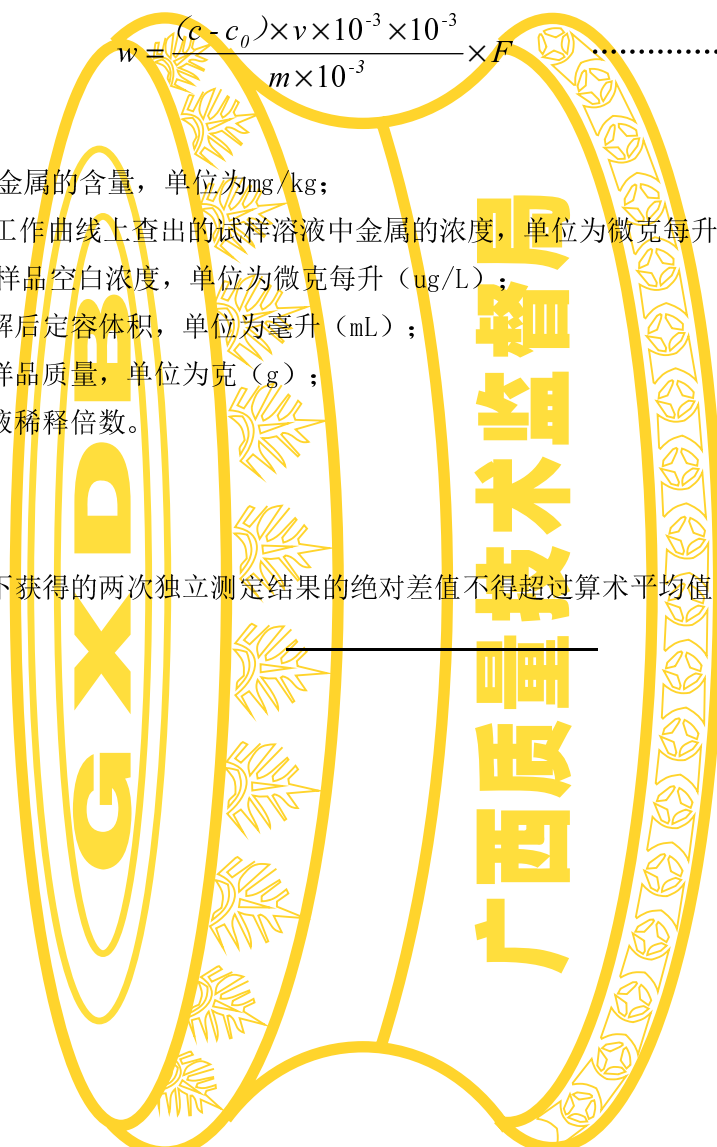 w = (c - c₀)×v×10⁻³×10⁻³ / m×10⁻³ ×F ……………
金属的含量，单位为mg/kg；
工作曲线上查出的试样溶液中金属的浓度，单位为微克每升
样品空白浓度，单位为微克每升（ug/L）；
解后定容体积，单位为毫升（mL）；
样品质量，单位为克（g）；
液稀释倍数。
下获得的两次独立测定结果的绝对差值不得超过算术平均值
GXDB
广西质量技术监督局